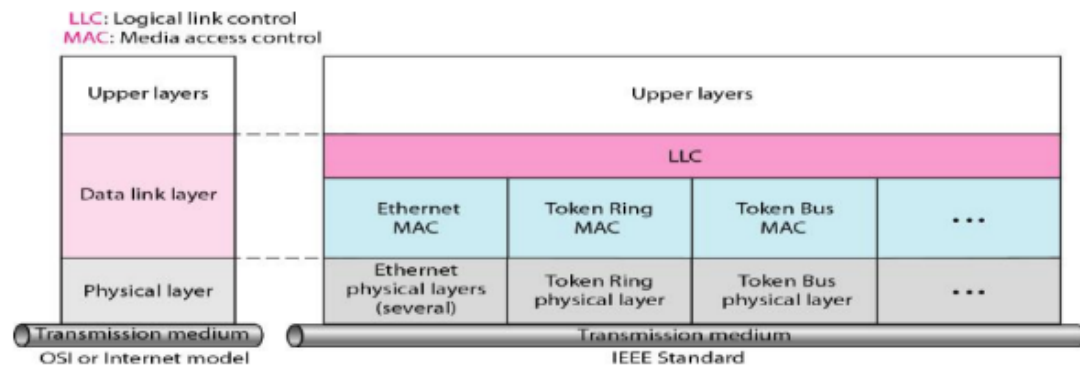 LLC: Logical link control
MAC: Media access control
Upper layers
Upper layers
LLC
Data link layer
Ethernet
MAC
Token Ring
MAC
Token Bus
MAC
•••
Physical layer
Ethernet
physical layers
(several)
Token Ring
physical layer
Token Bus
physical layer
•••
Transmission medium
Transmission medium
OSI or Internet model
IEEE Standard